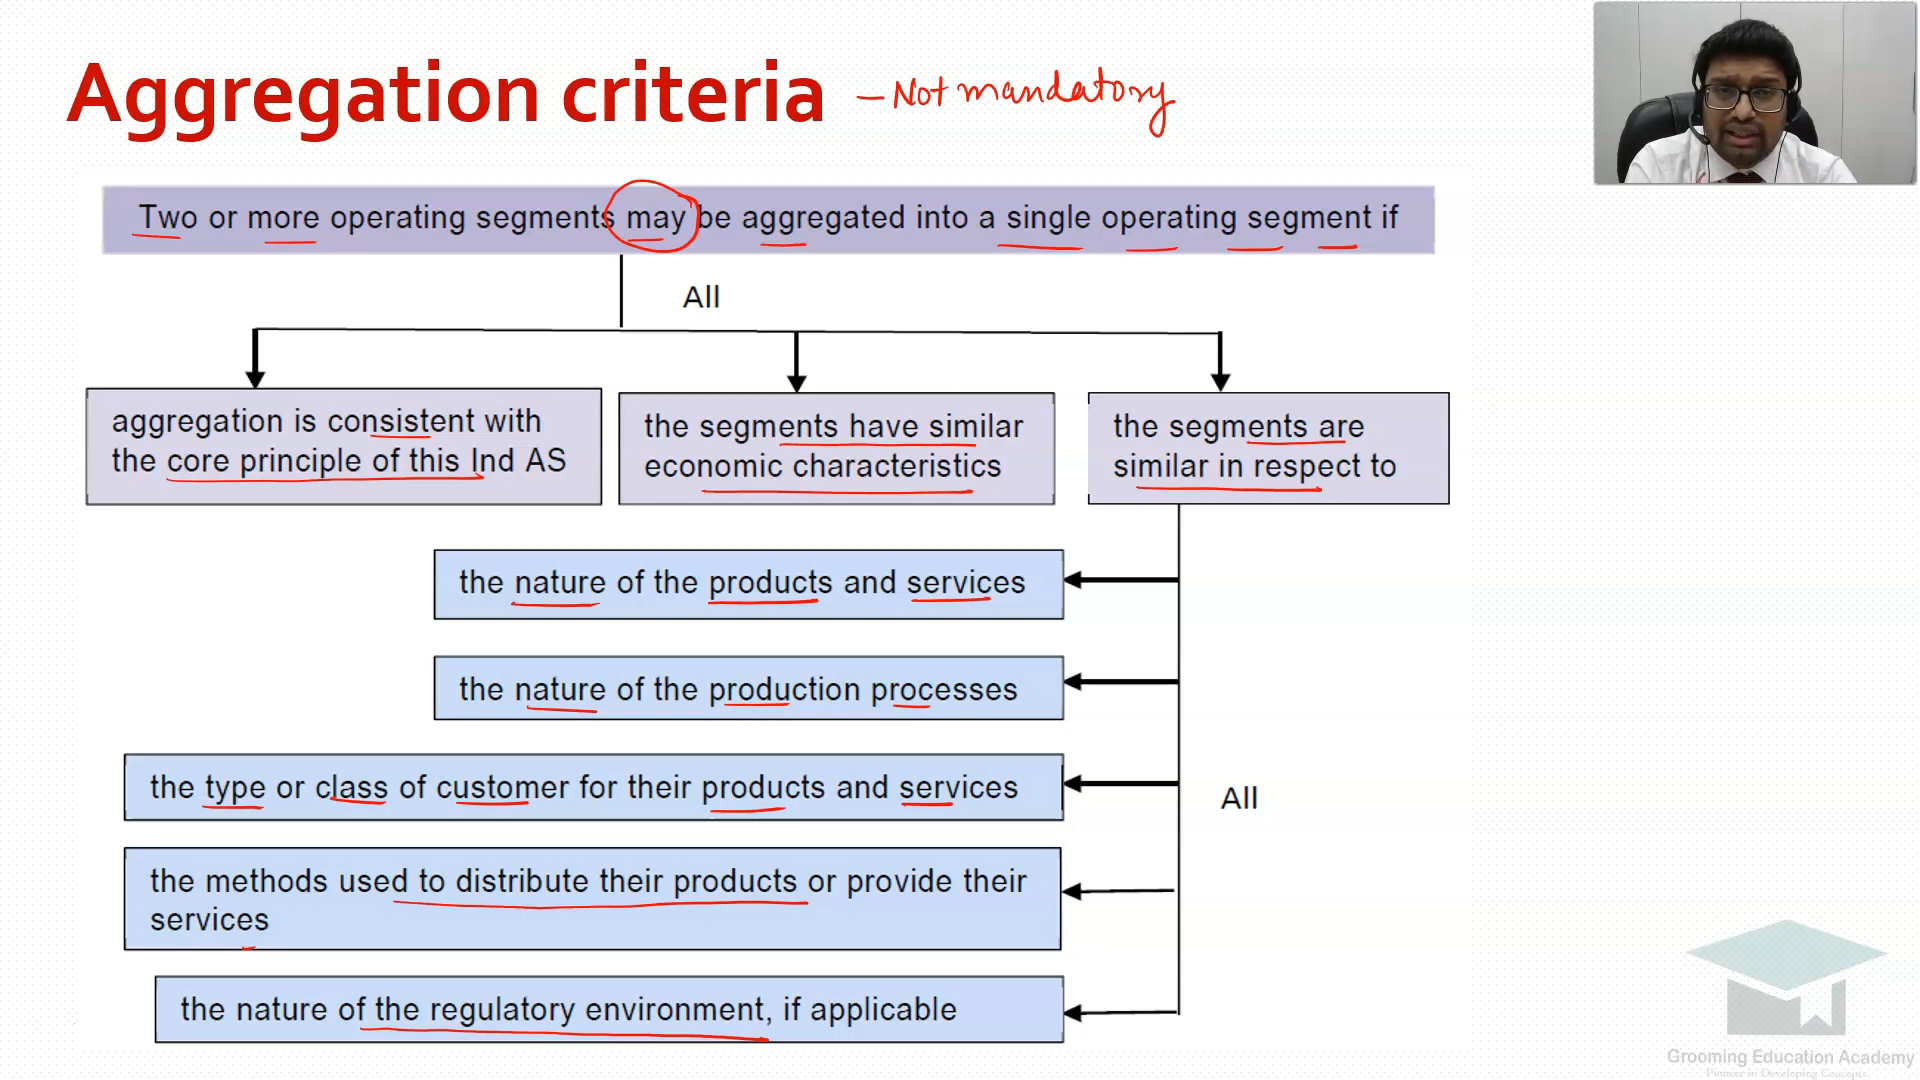 Aggregation criteria – Not mandatory
Two or more operating segments may be aggregated into a single operating segment if
All
aggregation is consistent with
the core principle of this Ind AS
the segments have similar
economic characteristics
the segments are
similar in respect to
the nature of the products and services
the nature of the production processes
the type or class of customer for their products and services
All
the methods used to distribute their products or provide their
services
the nature of the regulatory environment, if applicable
Grooming Education Academy
Pioneer in Developing Concepts.